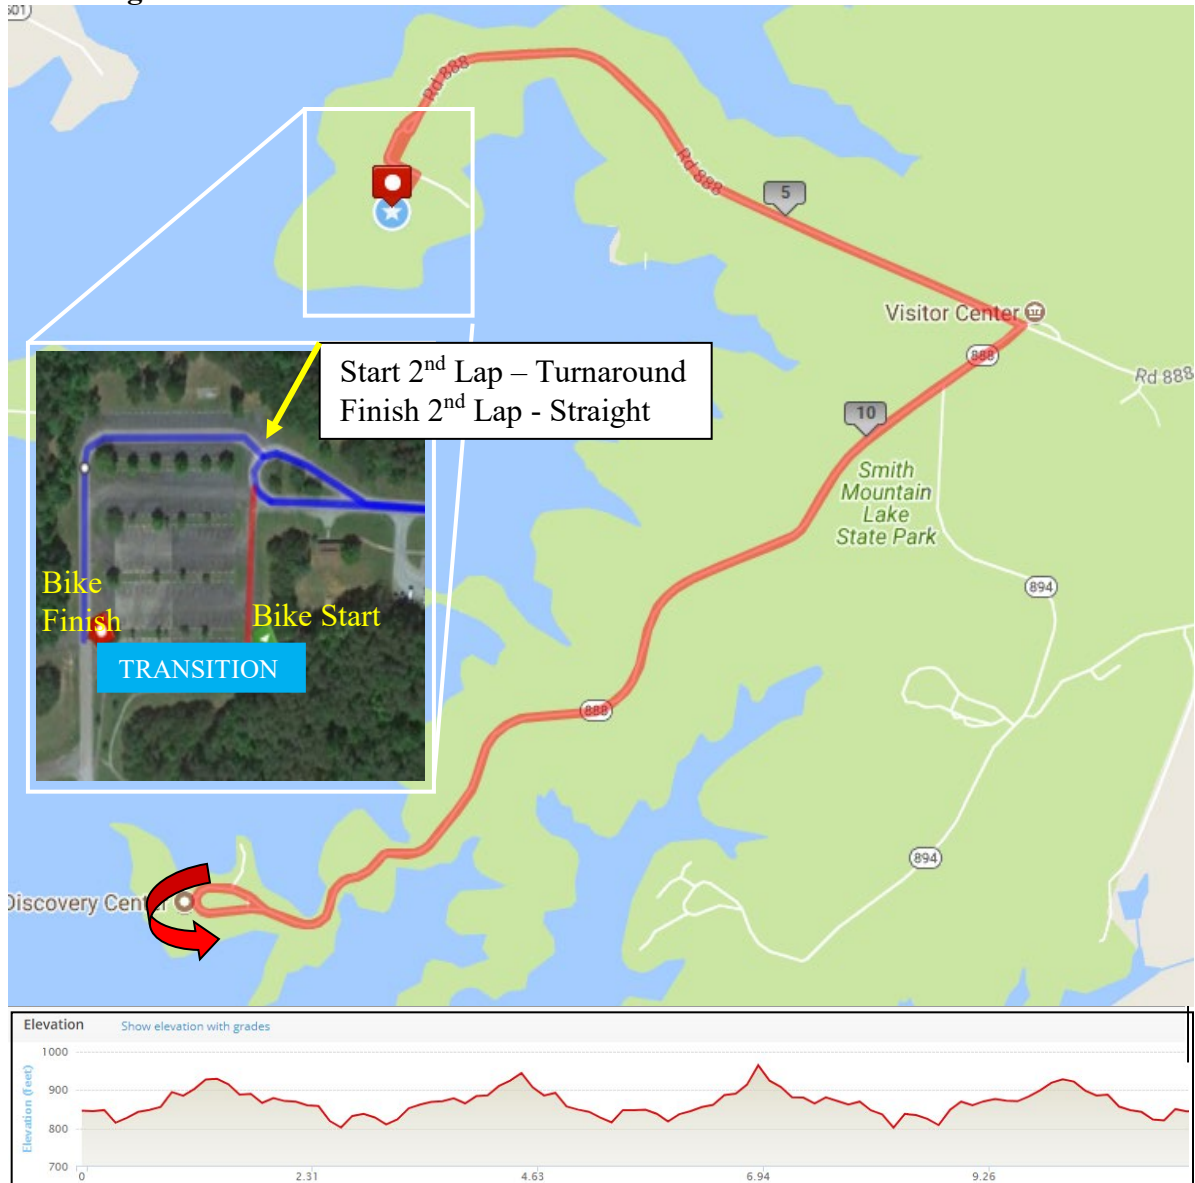 601
Rd 888
Rd 888
5
Visitor Center
888
Rd 888
Start 2nd Lap – Turnaround
Finish 2nd Lap - Straight
10
Smith
Mountain
Lake
State Park
894
Bike
Finish
Bike Start
TRANSITION
888
894
Discovery Center
Elevation
Show elevation with grades
Elevation (feet)
1000
900
800
700
0
2.31
4.63
6.94
9.26